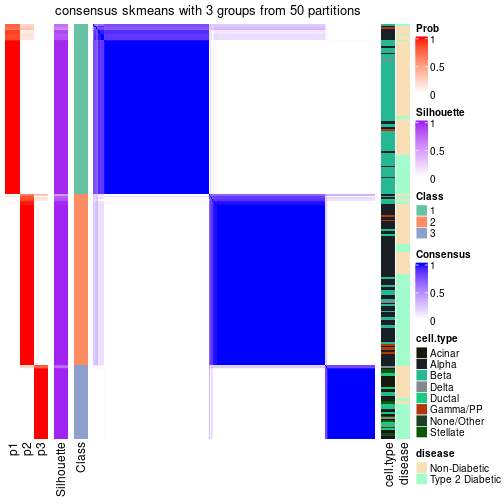 consensus skmeans with 3 groups from 50 partitions
Prob
1
0.5
0
Silhouette
1
0.5
0
Class
1
2
3
Consensus
1
0.5
0
cell.type
Acinar
Alpha
Beta
Delta
Ductal
Gamma/PP
None/Other
Stellate
disease
Non-Diabetic
Type 2 Diabetic
p1
p2
p3
Silhouette
Class
cell.type
disease